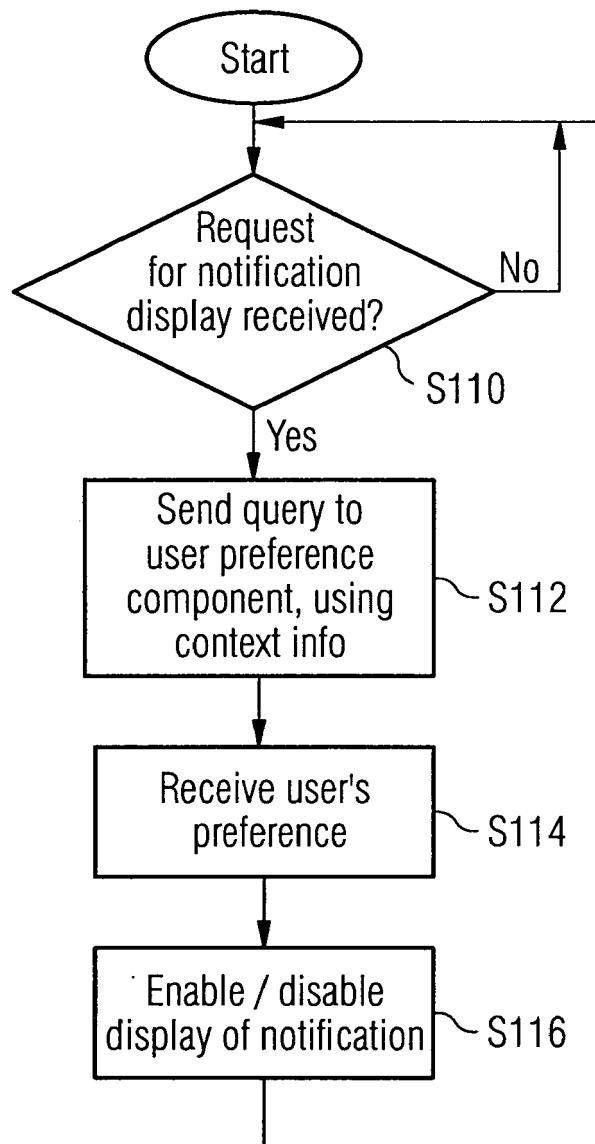 Start
Request
for notification
display received?
No
S110
Yes
Send query to
user preference
component, using
context info
S112
Receive user's
preference
S114
Enable / disable
display of notification
S116